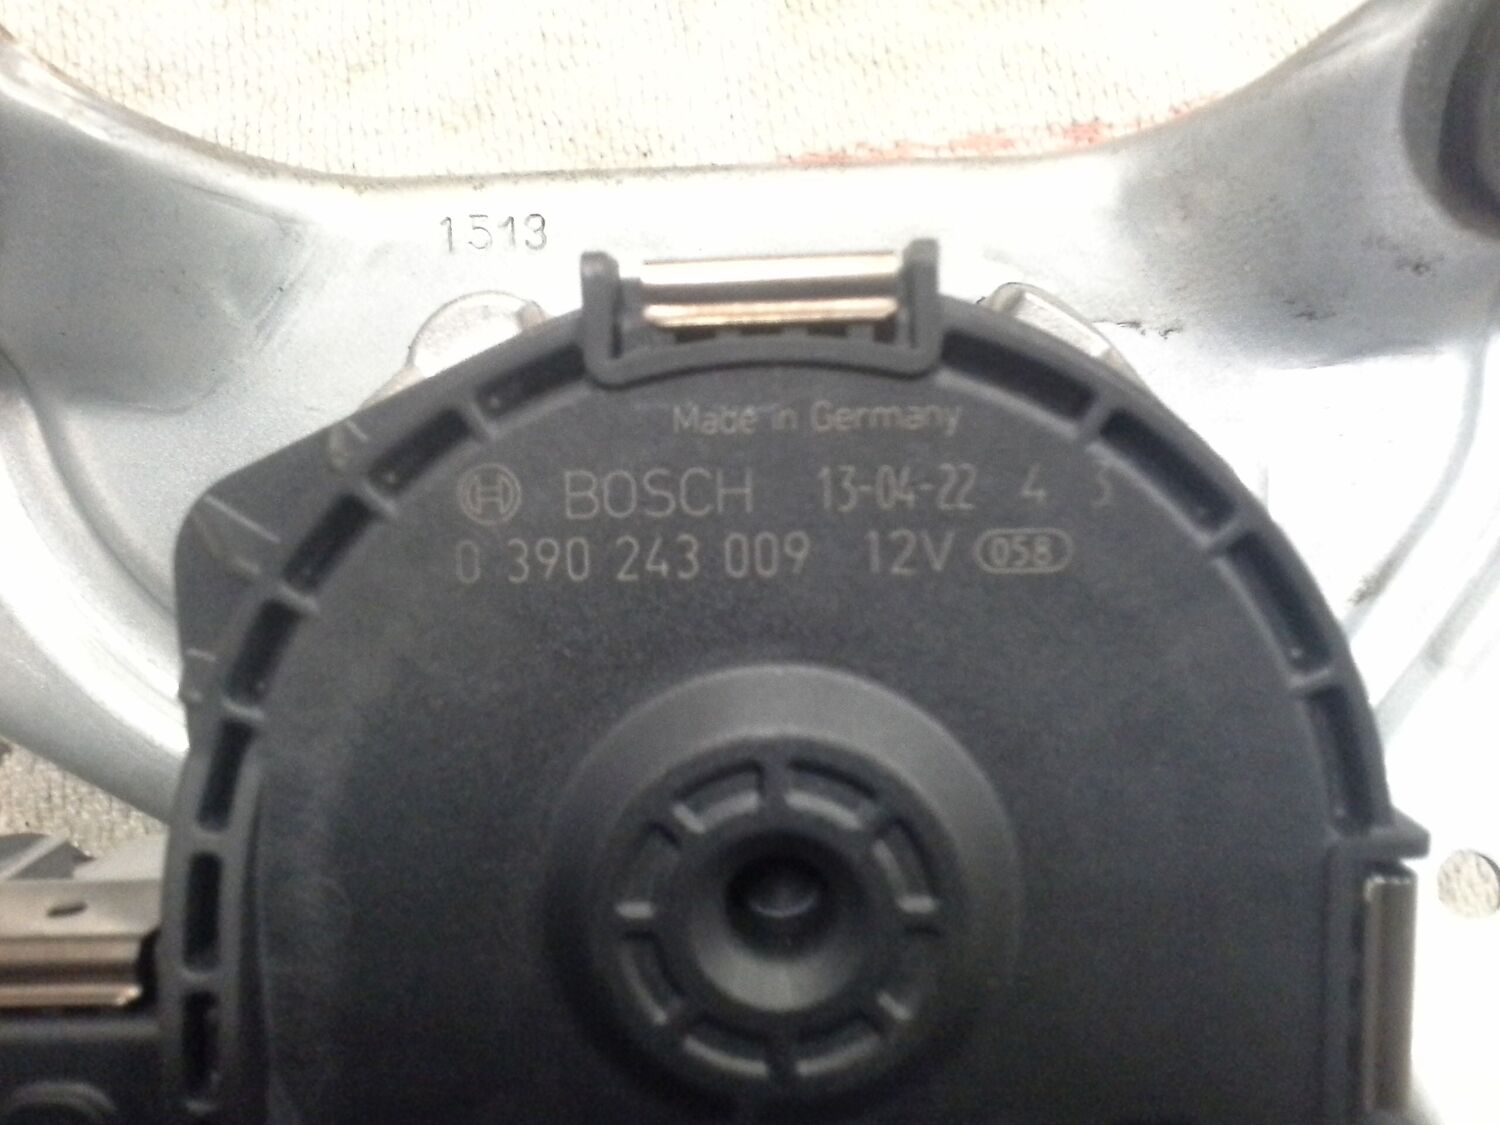 1513
Made in Germany
BOSCH 13-04-22 4 3
0 390 243 009 12V 058